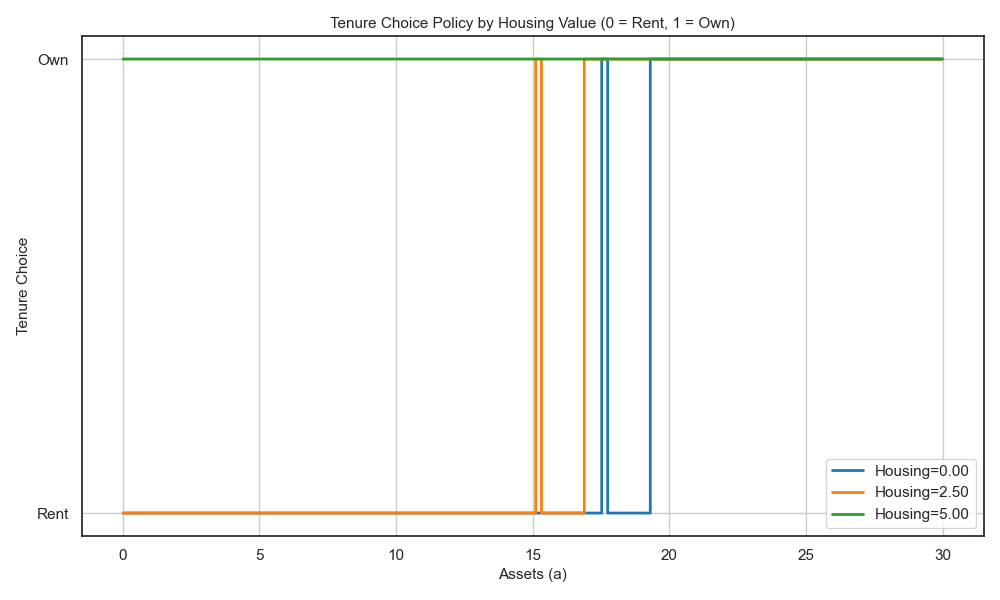 Tenure Choice Policy by Housing Value (0 = Rent, 1 = Own)
Own
Tenure Choice
Rent
Housing=0.00
Housing=2.50
Housing=5.00
0 5 10 15 20 25 30
Assets (a)